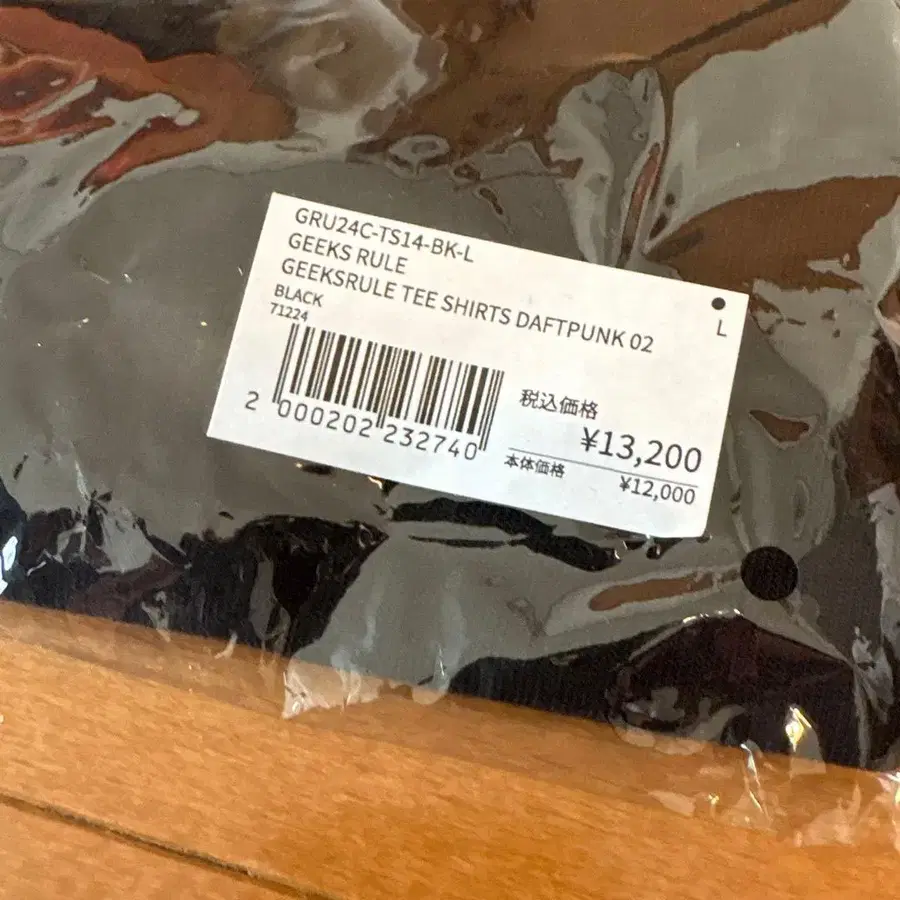 GRU24C-TS14-BK-L
GEEKS RULE
GEEKSRULE TEE SHIRTS DAFTPUNK 02
BLACK
L
71224
2 000202 232740
税込価格
¥13,200
本体価格
¥12,000